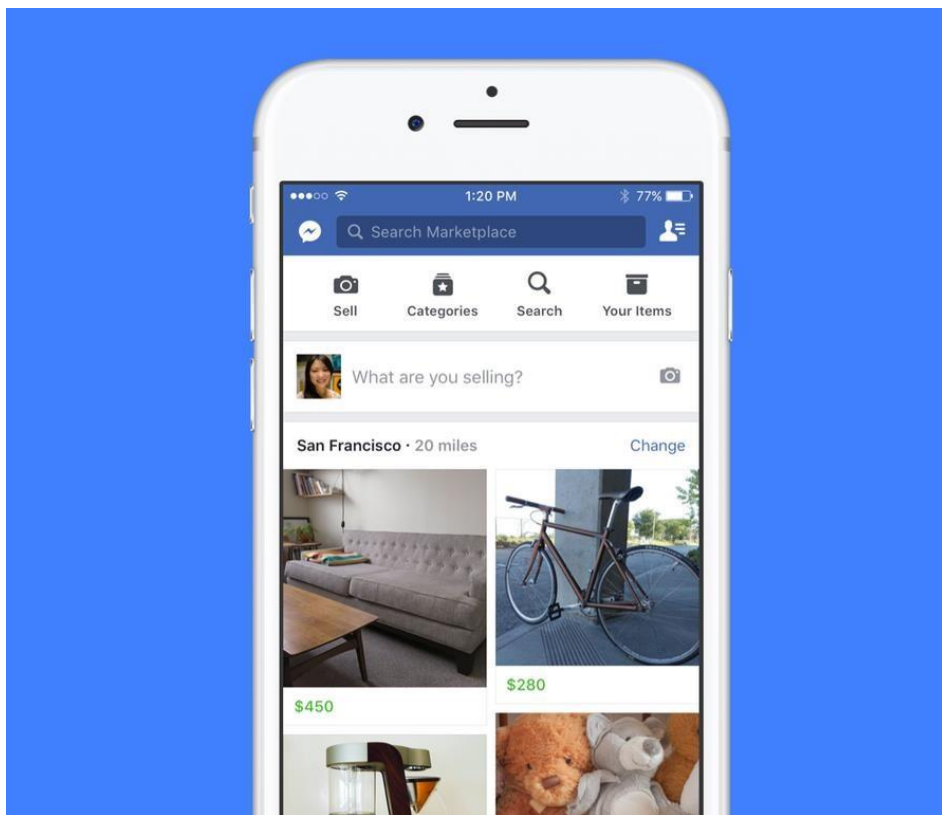 1:20 PM
77%
Search Marketplace
Sell
Categories
Search
Your Items
What are you selling?
San Francisco · 20 miles
Change
$450
$280